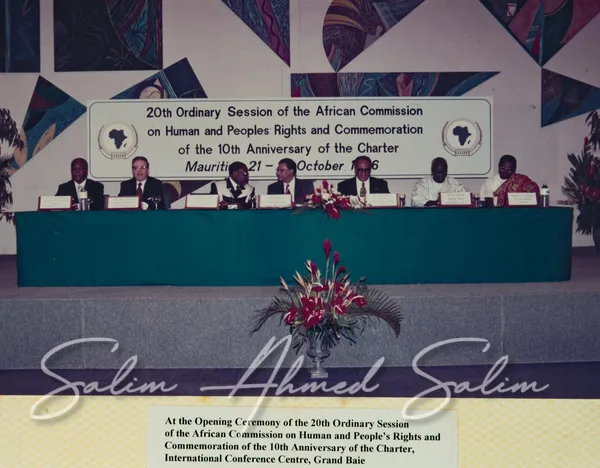 20th Ordinary Session of the African Commission
on Human and Peoples Rights and Commemoration
of the 10th Anniversary of the Charter
Mauritius 21 - October
Salim Ahmed Salim
At the Opening Ceremony of the 20th Ordinary Session
of the African Commission on Human and People's Rights and
Commemoration of the 10th Anniversary of the Charter,
International Conference Centre, Grand Baie